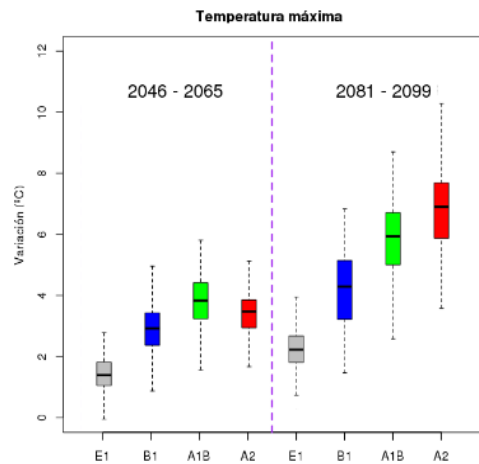 Temperatura máxima
2046 - 2065
2081 - 2099
Variación (ºC)
12
10
8
6
4
2
0
E1 B1 A1B A2 E1 B1 A1B A2